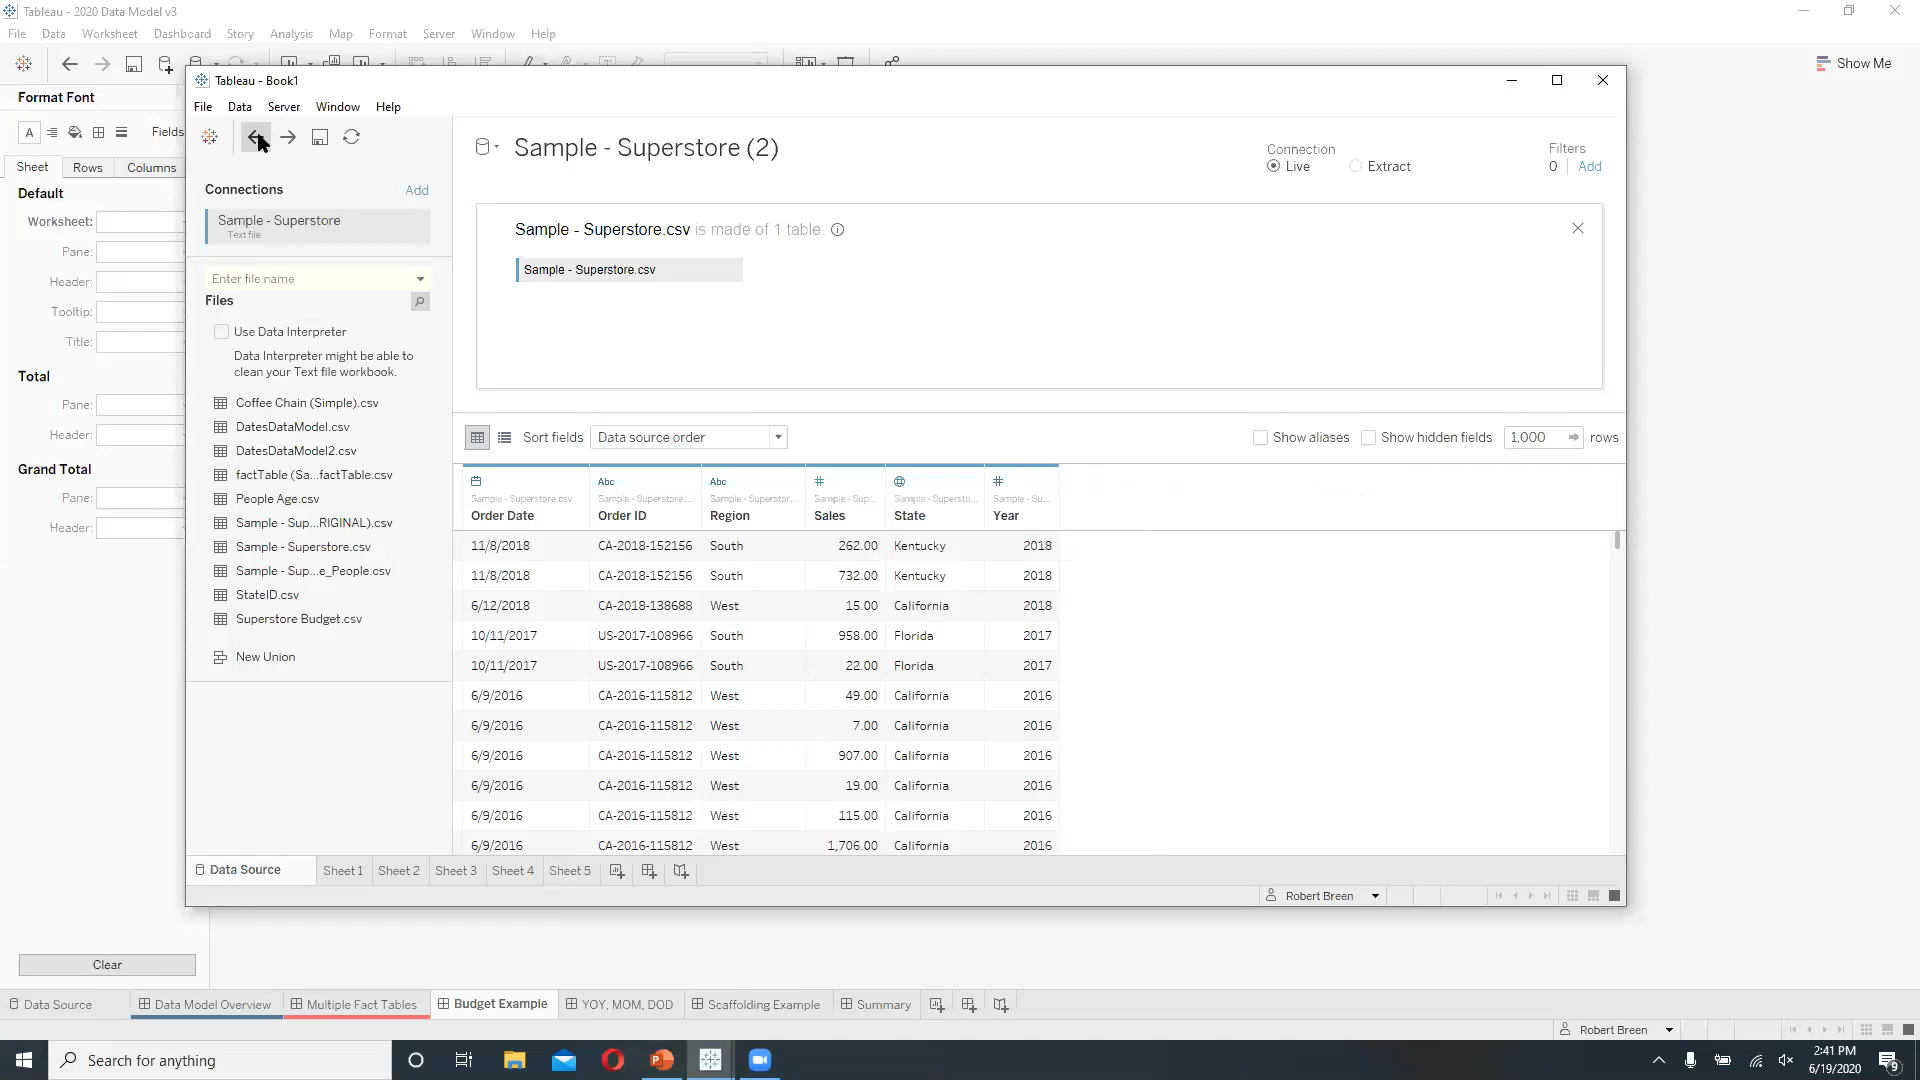 Tableau - 2020 Data Model v3
File Data Worksheet Dashboard Story Analysis Map Format Server Window Help
Show Me
Format Font
Fields
Sheet Rows Columns
Default
Worksheet:
Pane:
Header:
Tooltip:
Title:
Total
Pane:
Header:
Grand Total
Pane:
Header:
Clear
Tableau - Book1
File Data Server Window Help
Connections Add
Sample - Superstore
Text file
Enter file name
Files
Use Data Interpreter
Data Interpreter might be able to
clean your Text file workbook.
Coffee Chain (Simple).csv
DatesDataModel.csv
DatesDataModel2.csv
factTable (Sa...factTable.csv
People Age.csv
Sample - Sup...RIGINAL).csv
Sample - Superstore.csv
Sample - Sup...e_People.csv
StateID.csv
Superstore Budget.csv
New Union
Sample - Superstore (2)
Connection
Live Extract
Filters
0 Add
Sample - Superstore.csv is made of 1 table.
Sample - Superstore.csv
Sort fields Data source order Show aliases Show hidden fields 1,000 rows
Abc Abc # #
Sample - Superstore.csv Sample - Superstore.... Sample - Superstor... Sample - Sup... Sample - Supersto... Sample - Su...
Order Date Order ID Region Sales State Year
11/8/2018 CA-2018-152156 South 262.00 Kentucky 2018
11/8/2018 CA-2018-152156 South 732.00 Kentucky 2018
6/12/2018 CA-2018-138688 West 15.00 California 2018
10/11/2017 US-2017-108966 South 958.00 Florida 2017
10/11/2017 US-2017-108966 South 22.00 Florida 2017
6/9/2016 CA-2016-115812 West 49.00 California 2016
6/9/2016 CA-2016-115812 West 7.00 California 2016
6/9/2016 CA-2016-115812 West 907.00 California 2016
6/9/2016 CA-2016-115812 West 19.00 California 2016
6/9/2016 CA-2016-115812 West 115.00 California 2016
6/9/2016 CA-2016-115812 West 1,706.00 California 2016
Data Source Sheet 1 Sheet 2 Sheet 3 Sheet 4 Sheet 5
Robert Breen
Data Source Data Model Overview Multiple Fact Tables Budget Example YOY, MOM, DOD Scaffolding Example Summary
Robert Breen
Search for anything
2:41 PM
6/19/2020
9